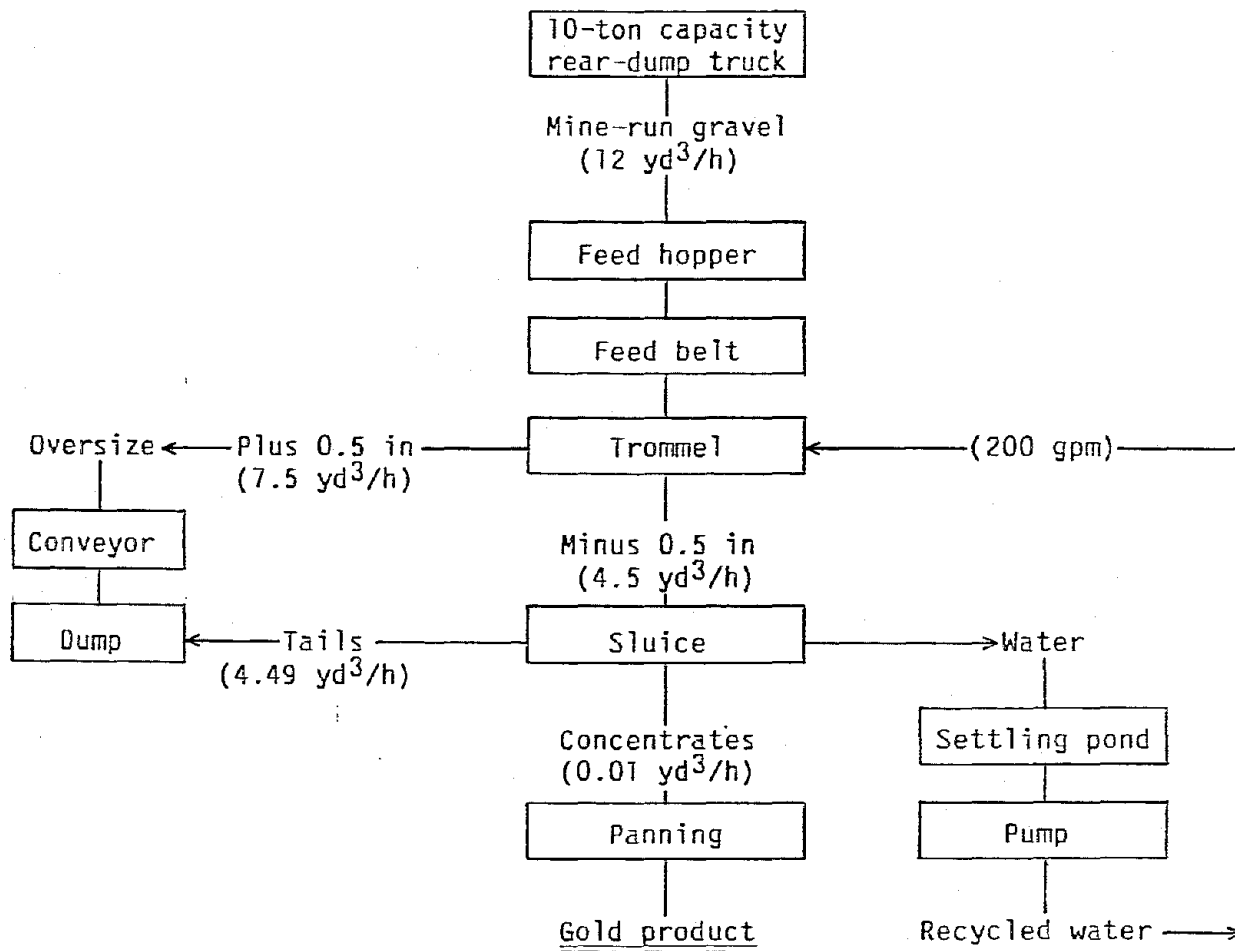 10-ton capacity
rear-dump truck
Mine-run gravel
(12 yd³/h)
Feed hopper
Feed belt
Oversize
Plus 0.5 in
(7.5 yd³/h)
Trommel
(200 gpm)
Conveyor
Minus 0.5 in
(4.5 yd³/h)
Dump
Tails
(4.49 yd³/h)
Sluice
Water
Concentrates
(0.01 yd³/h)
Settling pond
Panning
Pump
Gold product
Recycled water